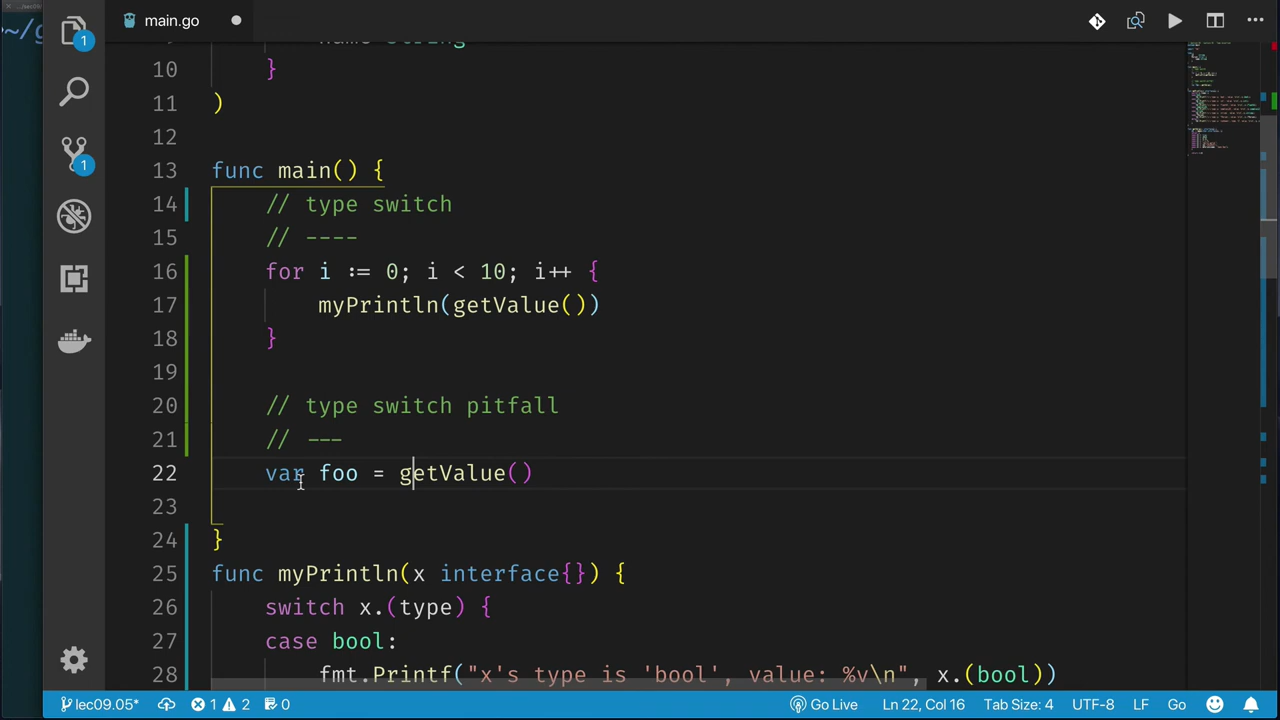 main.go
~/g
1
10 }
11 )
12
13 func main() {
14 // type switch
15 // ----
16 for i := 0; i < 10; i++ {
17 myPrintln(getValue())
18 }
19
20 // type switch pitfall
21 // ---
22 var foo = getValue()
23
24 }
25 func myPrintln(x interface{}) {
26 switch x.(type) {
27 case bool:
28 fmt.Printf("x's type is 'bool', value: %v\n", x.(bool))
1
lec09.05* 1 2 0 Go Live Ln 22, Col 16 Tab Size: 4 UTF-8 LF Go